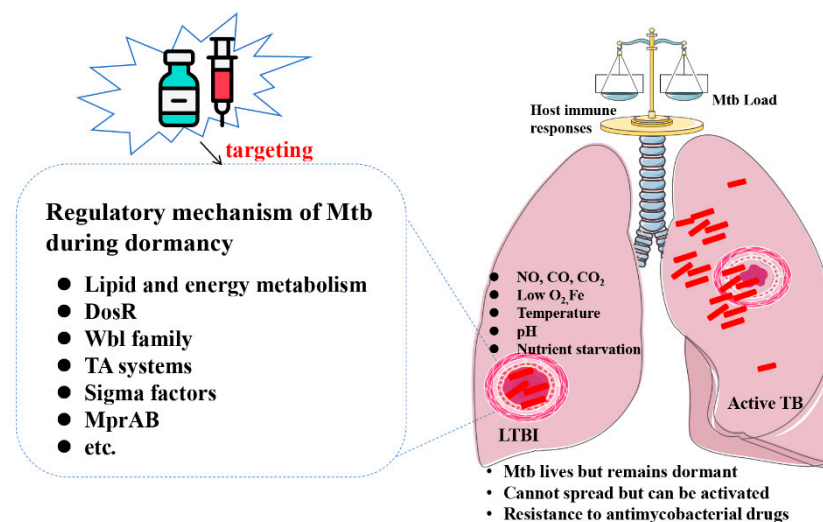 targeting
Regulatory mechanism of Mtb
during dormancy
● Lipid and energy metabolism
● DosR
● Wbl family
● TA systems
● Sigma factors
● MprAB
● etc.
Host immune
responses
Mtb Load
● NO, CO, CO₂
● Low O₂,Fe
● Temperature
● pH
● Nutrient starvation
LTBI
Active TB
• Mtb lives but remains dormant
• Cannot spread but can be activated
• Resistance to antimycobacterial drugs